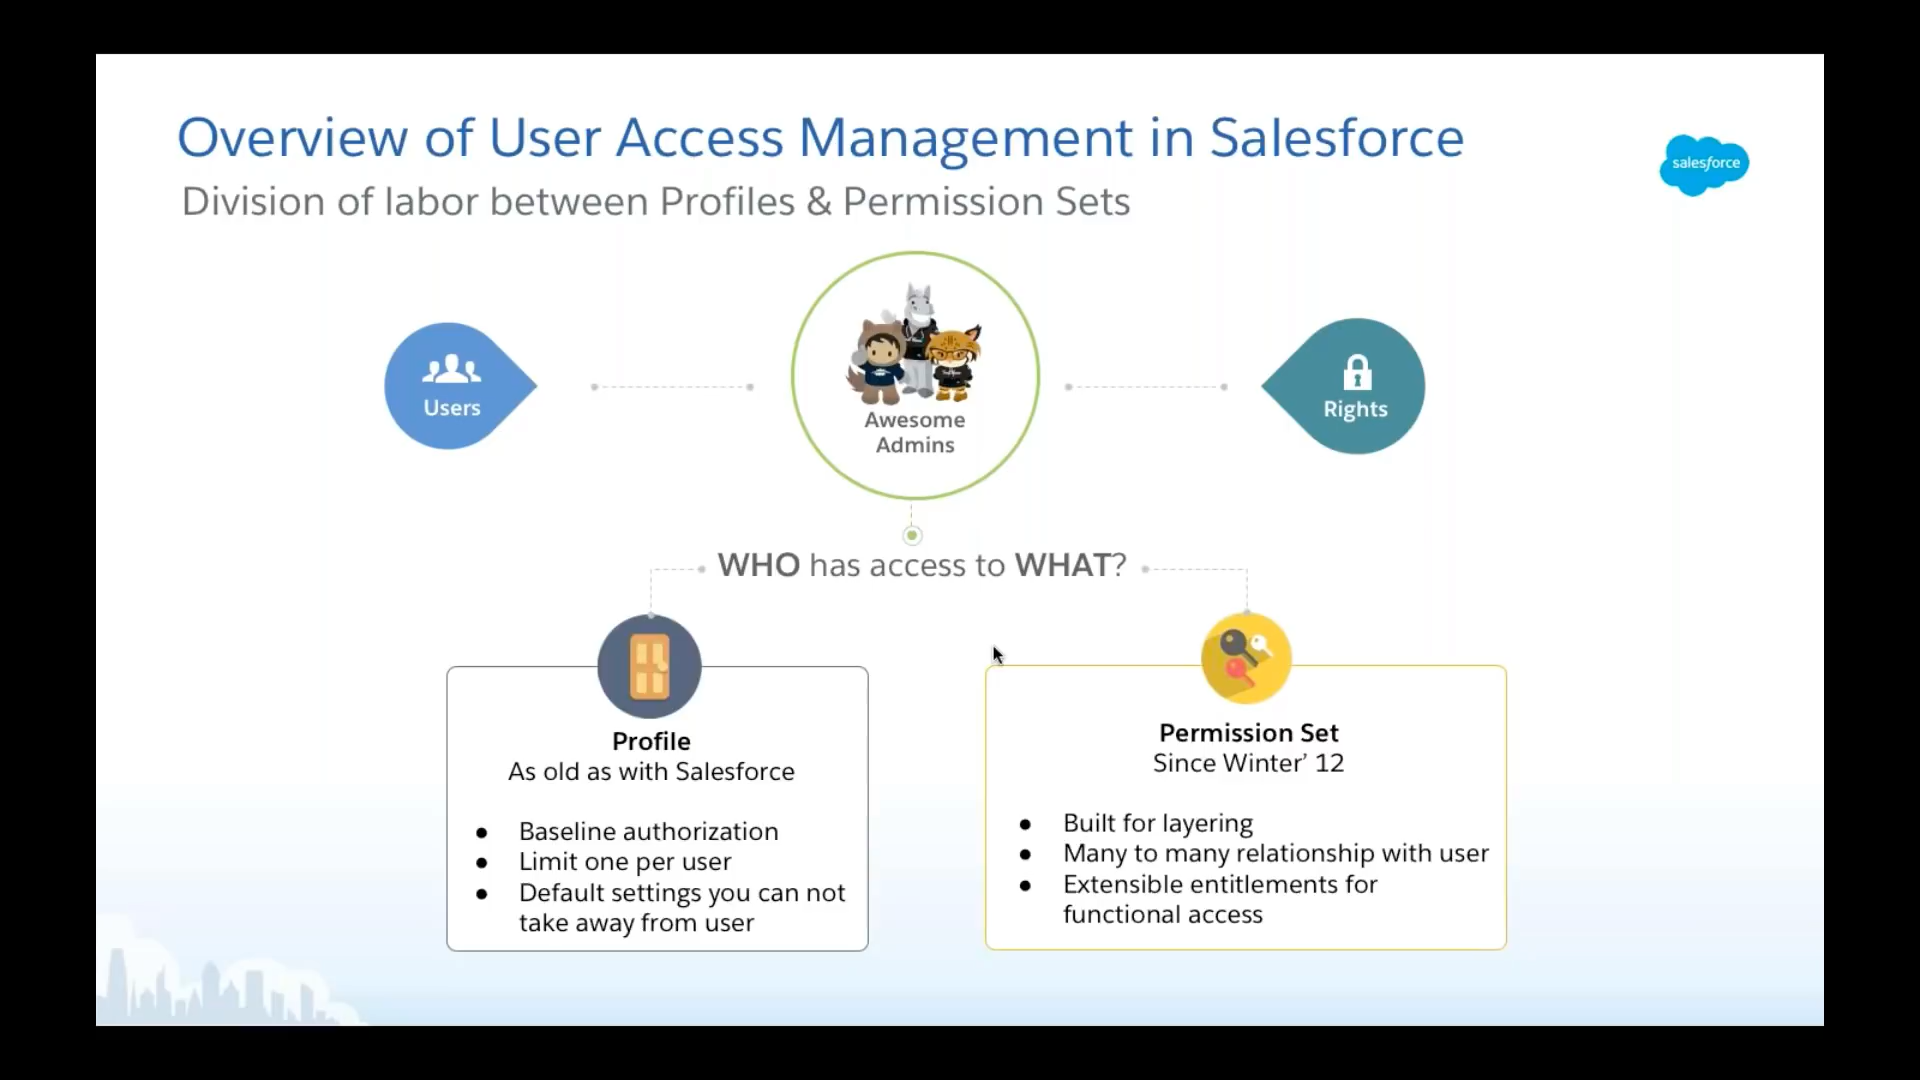 Overview of User Access Management in Salesforce
salesforce
Division of labor between Profiles & Permission Sets
Users
Awesome
Admins
Rights
WHO has access to WHAT?
Profile
As old as with Salesforce
● Baseline authorization
● Limit one per user
● Default settings you can not
take away from user
Permission Set
Since Winter’ 12
● Built for layering
● Many to many relationship with user
● Extensible entitlements for
functional access